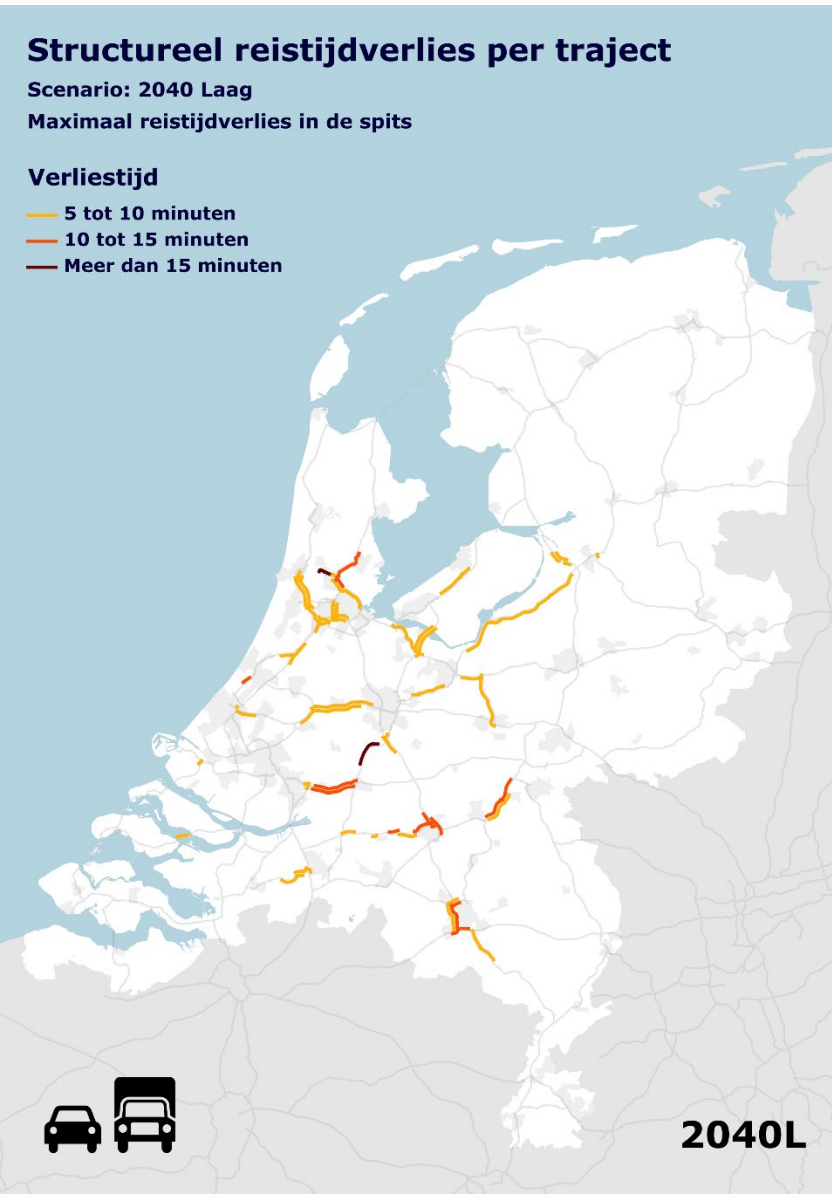 Structureel reistijdverlies per traject
Scenario: 2040 Laag
Maximaal reistijdverlies in de spits
Verliestijd
5 tot 10 minuten
10 tot 15 minuten
Meer dan 15 minuten
2040L